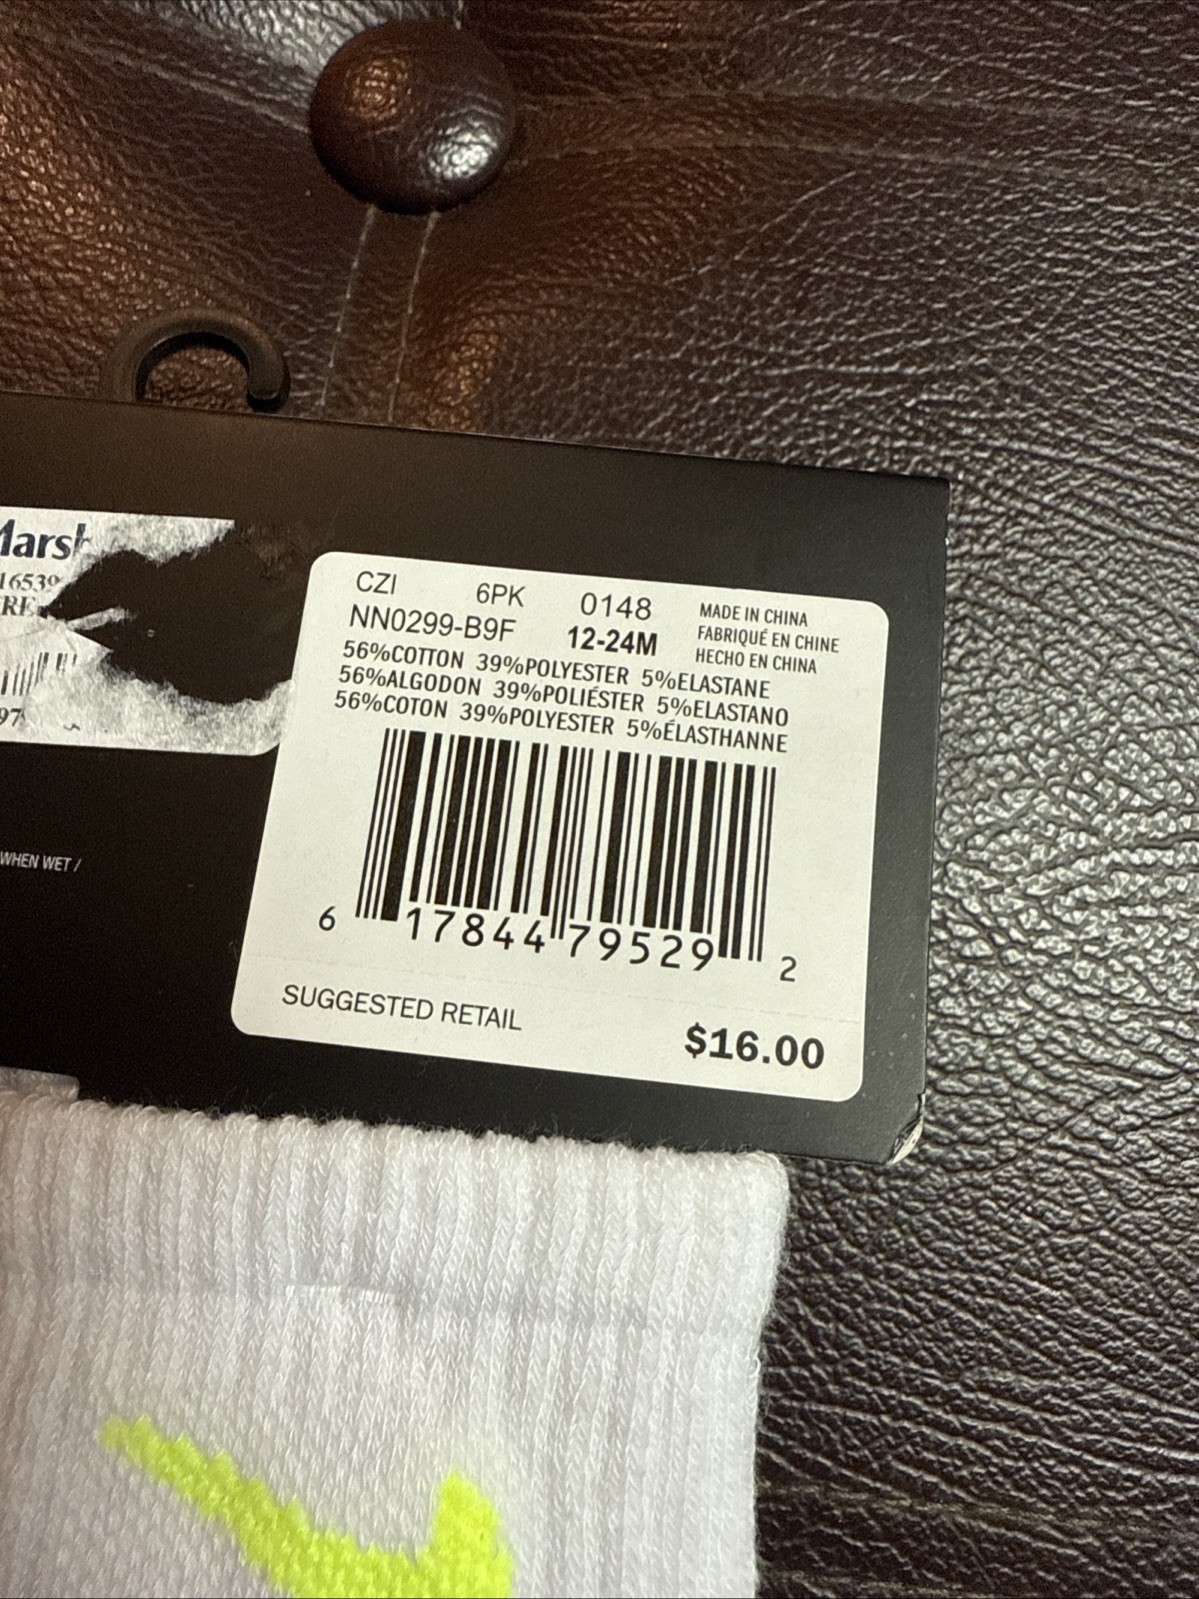 CZI 6PK 0148
NN0299-B9F 12-24M
MADE IN CHINA
FABRIQUÉ EN CHINE
HECHO EN CHINA
56%COTTON 39%POLYESTER 5%ELASTANE
56%ALGODON 39%POLIÉSTER 5%ELASTANO
56%COTON 39%POLYESTER 5%ÉLASTHANNE
6 17844 79529 2
SUGGESTED RETAIL $16.00
WHEN WET /